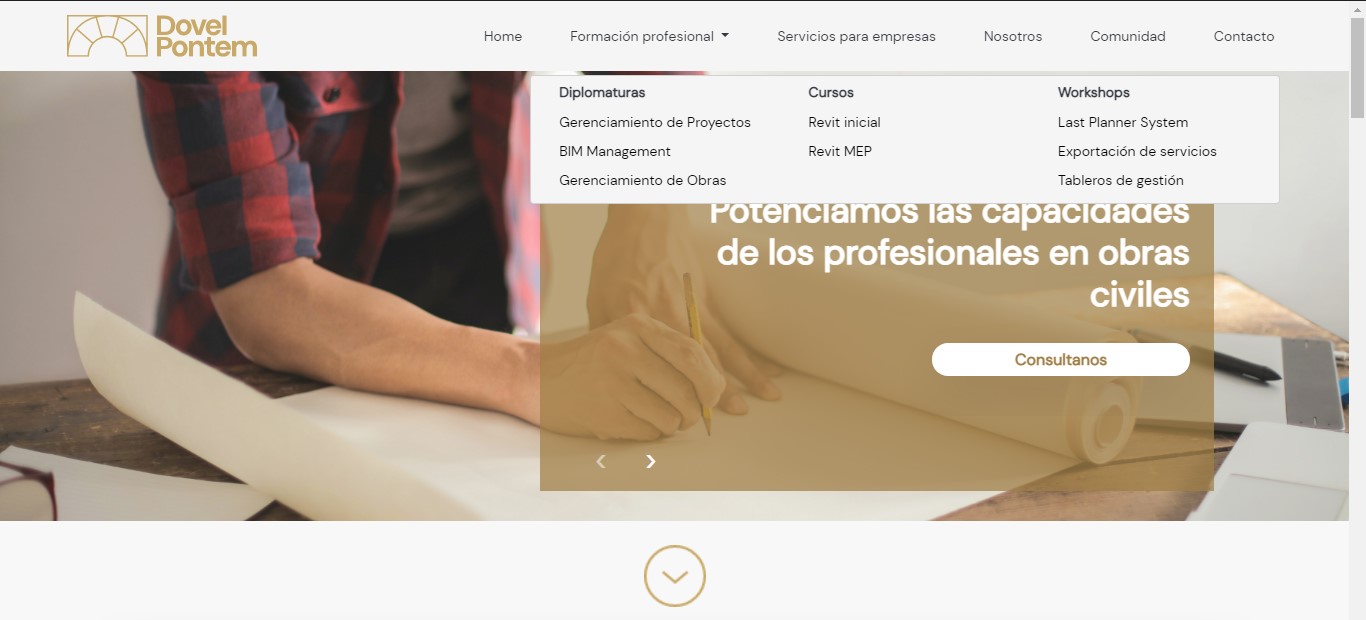 Dovel
Pontem
Home
Formación profesional
Servicios para empresas
Nosotros
Comunidad
Contacto
Diplomaturas
Gerenciamiento de Proyectos
BIM Management
Gerenciamiento de Obras
Cursos
Revit inicial
Revit MEP
Workshops
Last Planner System
Exportación de servicios
Tableros de gestión
Potenciamos las capacidades
de los profesionales en obras
civiles
Consultanos